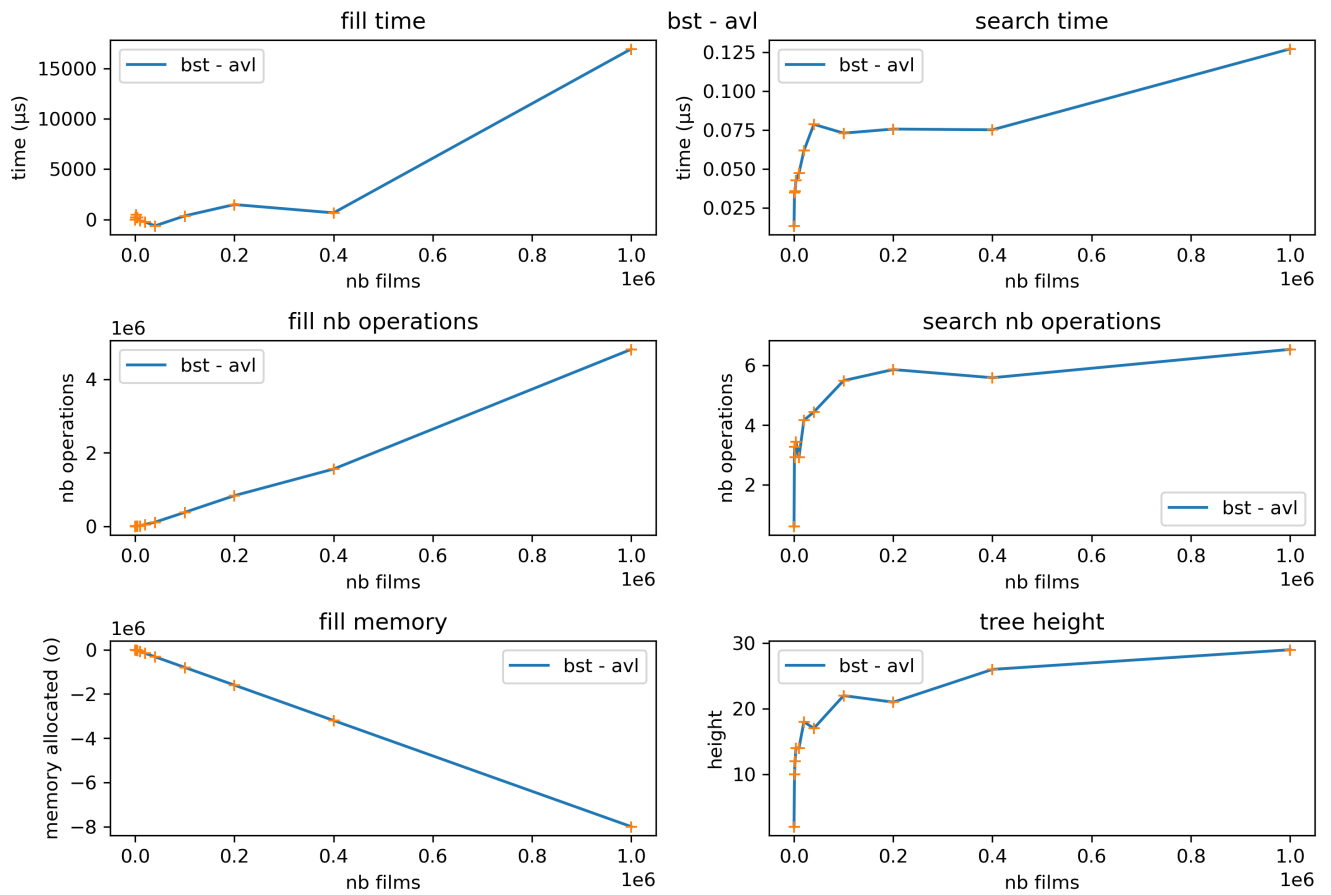 bst - avl
fill time
bst - avl
time (µs)
15000
10000
5000
0
0.0 0.2 0.4 0.6 0.8 1.0
1e6
nb films
search time
bst - avl
time (µs)
0.125
0.100
0.075
0.050
0.025
0.0 0.2 0.4 0.6 0.8 1.0
1e6
nb films
fill nb operations
1e6
bst - avl
nb operations
4
2
0
0.0 0.2 0.4 0.6 0.8 1.0
1e6
nb films
search nb operations
bst - avl
nb operations
6
4
2
0.0 0.2 0.4 0.6 0.8 1.0
1e6
nb films
fill memory
1e6
bst - avl
memory allocated (o)
0
−2
−4
−6
−8
0.0 0.2 0.4 0.6 0.8 1.0
1e6
nb films
tree height
bst - avl
height
30
20
10
0.0 0.2 0.4 0.6 0.8 1.0
1e6
nb films